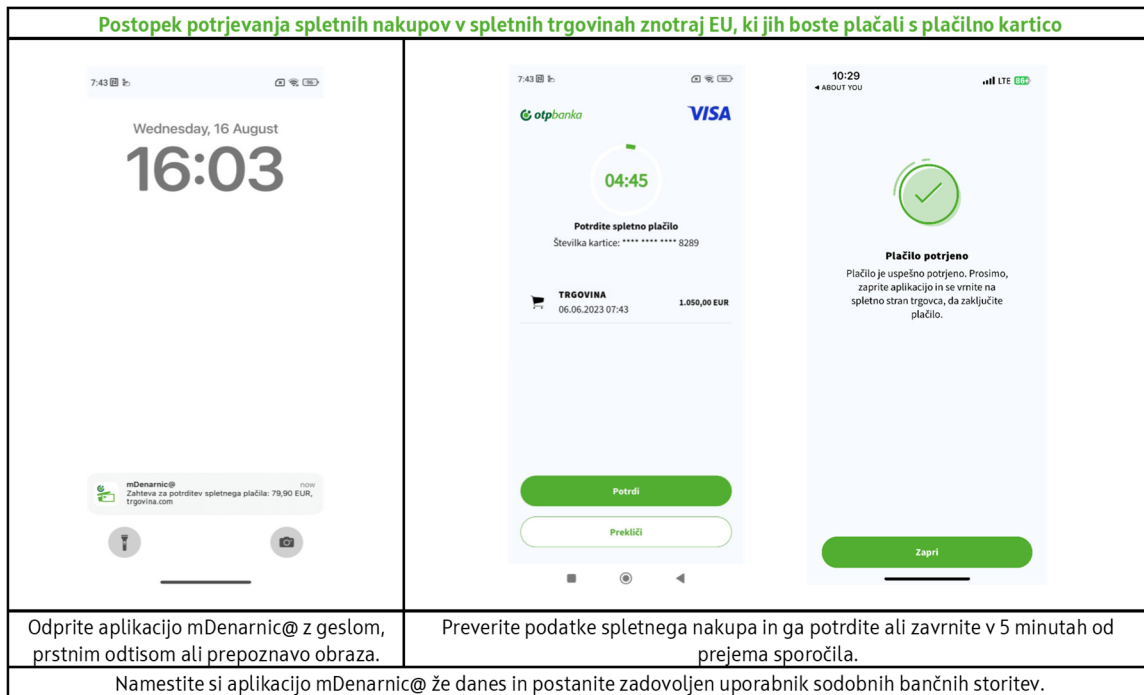 Postopek potrjevanja spletnih nakupov v spletnih trgovinah znotraj EU, ki jih boste plačali s plačilno kartico
7:43
Wednesday, 16 August
16:03
mDenarnic@
now
Zahteva za potrditev spletnega plačila: 79,90 EUR,
trgovina.com
7:43
otpbanka
VISA
04:45
Potrdite spletno plačilo
Številka kartice: **** **** **** 8289
TRGOVINA
06.06.2023 07:43
1.050,00 EUR
Potrdi
Prekliči
10:29
◄ ABOUT YOU
LTE
Plačilo potrjeno
Plačilo je uspešno potrjeno. Prosimo,
zaprite aplikacijo in se vrnite na
spletno stran trgovca, da zaključite
plačilo.
Zapri
Odprite aplikacijo mDenarnic@ z geslom,
prstnim odtisom ali prepoznavo obraza.
Preverite podatke spletnega nakupa in ga potrdite ali zavrnite v 5 minutah od
prejema sporočila.
Namestite si aplikacijo mDenarnic@ že danes in postanite zadovoljen uporabnik sodobnih bančnih storitev.